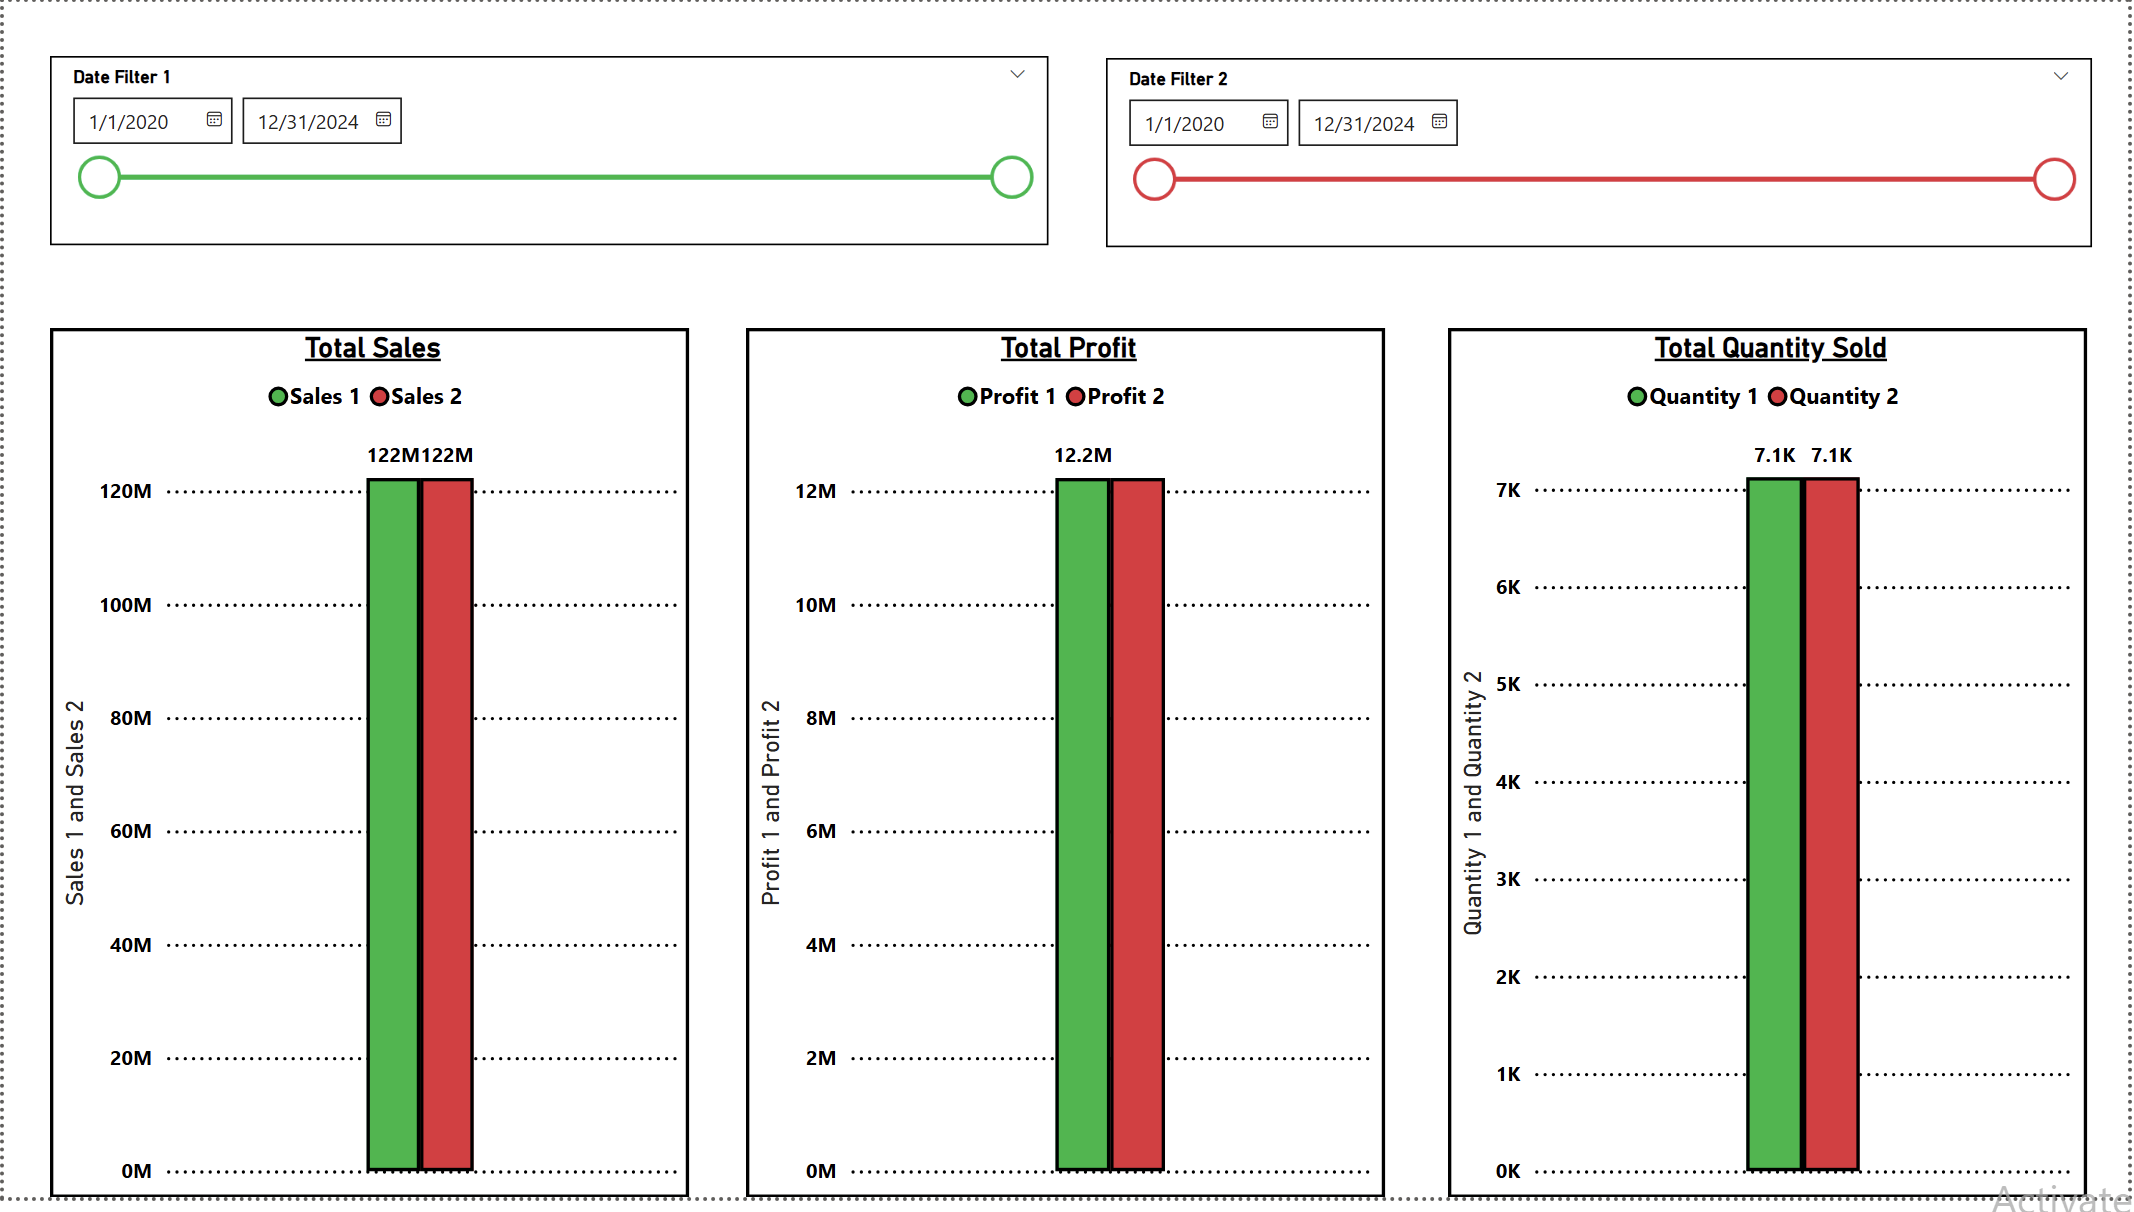 Date Filter 1
1/1/2020 12/31/2024
Date Filter 2
1/1/2020 12/31/2024
Total Sales
Sales 1 Sales 2
122M 122M
120M
100M
80M
60M
40M
20M
0M
Sales 1 and Sales 2
Total Profit
Profit 1 Profit 2
12.2M
12M
10M
8M
6M
4M
2M
0M
Profit 1 and Profit 2
Total Quantity Sold
Quantity 1 Quantity 2
7.1K 7.1K
7K
6K
5K
4K
3K
2K
1K
0K
Quantity 1 and Quantity 2
Activate